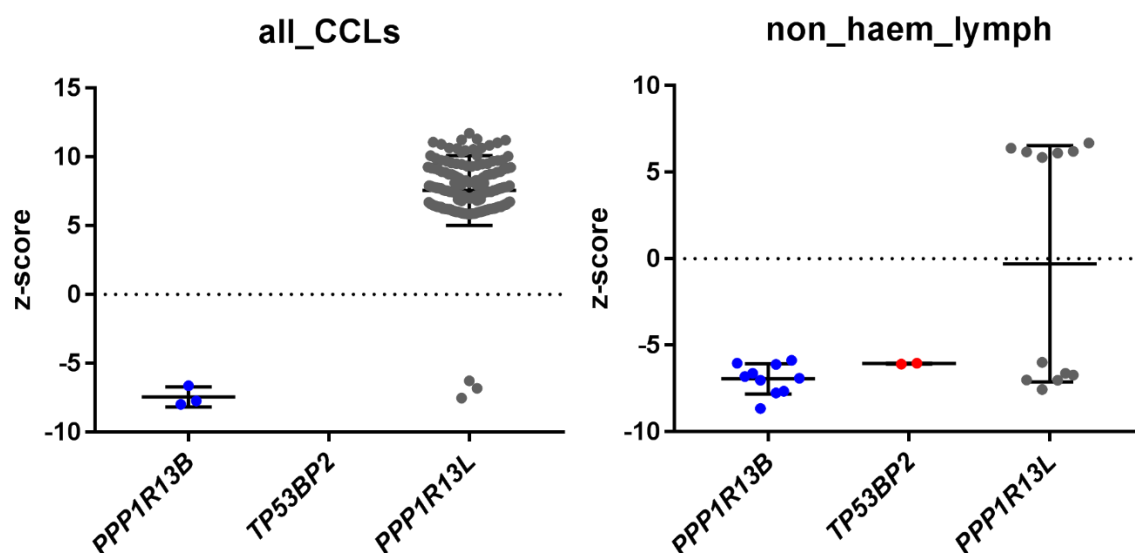 all_CCLs
z-score
15
10
5
0
-5
-10
PPP1R13B
TP53BP2
PPP1R13L
non_haem_lymph
z-score
10
5
0
-5
-10
PPP1R13B
TP53BP2
PPP1R13L